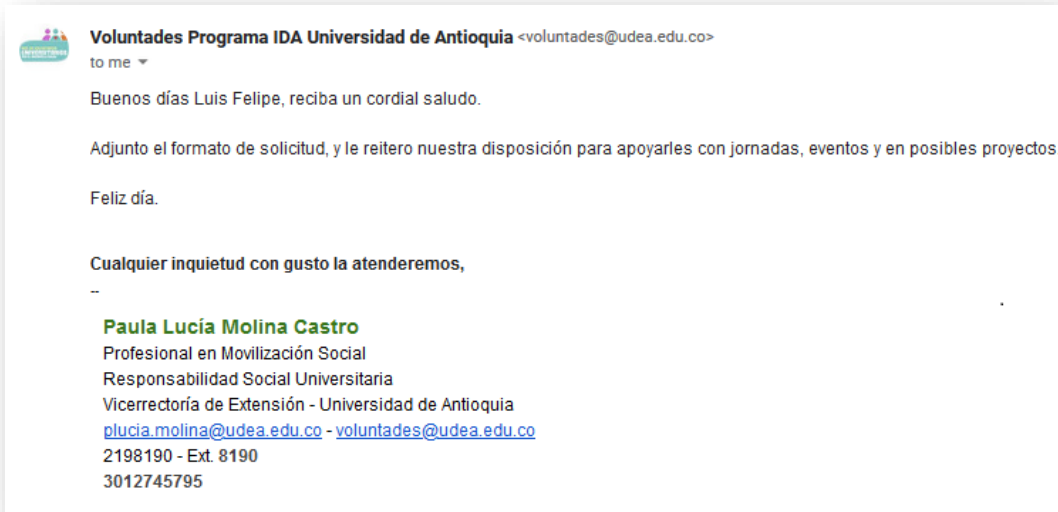 Voluntades Programa IDA Universidad de Antioquia <voluntades@udea.edu.co>
to me
Buenos días Luis Felipe, reciba un cordial saludo.
Adjunto el formato de solicitud, y le reitero nuestra disposición para apoyarles con jornadas, eventos y en posibles proyectos
Feliz día.
Cualquier inquietud con gusto la atenderemos,
--
Paula Lucía Molina Castro
Profesional en Movilización Social
Responsabilidad Social Universitaria
Vicerrectoría de Extensión - Universidad de Antioquia
plucia.molina@udea.edu.co - voluntades@udea.edu.co
2198190 - Ext. 8190
3012745795